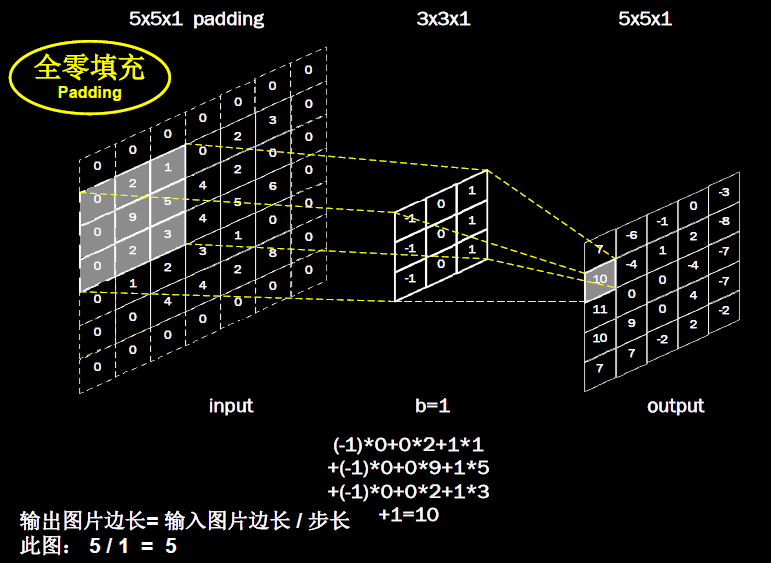 5x5x1 padding
3x3x1
5x5x1
全零填充
Padding
0 0 0 0 0 0 0
0 2 1 0 2 3 0
0 9 5 4 2 0 0
0 2 3 4 5 6 0
0 1 2 3 1 0 0
0 0 4 4 2 8 0
0 0 0 0 0 0 0
-1 0 1
-1 0 1
-1 0 1
7 -6 -1 0 -3
10 -4 1 2 -8
11 0 0 -4 -7
10 9 0 4 -7
7 7 -2 2 -2
input
b=1
output
(-1)*0+0*2+1*1
+(-1)*0+0*9+1*5
+(-1)*0+0*2+1*3
+1=10
输出图片边长= 输入图片边长 / 步长
此图： 5 / 1 = 5